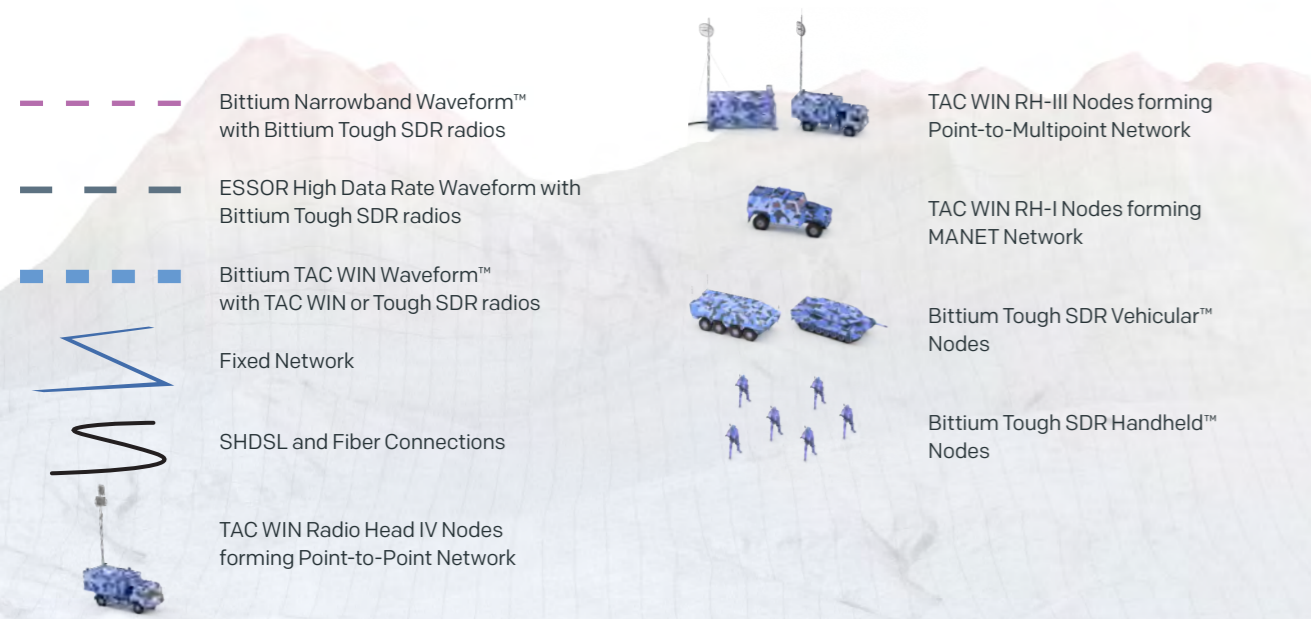 Bittium Narrowband Waveform™
with Bittium Tough SDR radios
ESSOR High Data Rate Waveform with
Bittium Tough SDR radios
Bittium TAC WIN Waveform™
with TAC WIN or Tough SDR radios
Fixed Network
SHDSL and Fiber Connections
TAC WIN Radio Head IV Nodes
forming Point-to-Point Network
TAC WIN RH-III Nodes forming
Point-to-Multipoint Network
TAC WIN RH-I Nodes forming
MANET Network
Bittium Tough SDR Vehicular™
Nodes
Bittium Tough SDR Handheld™
Nodes